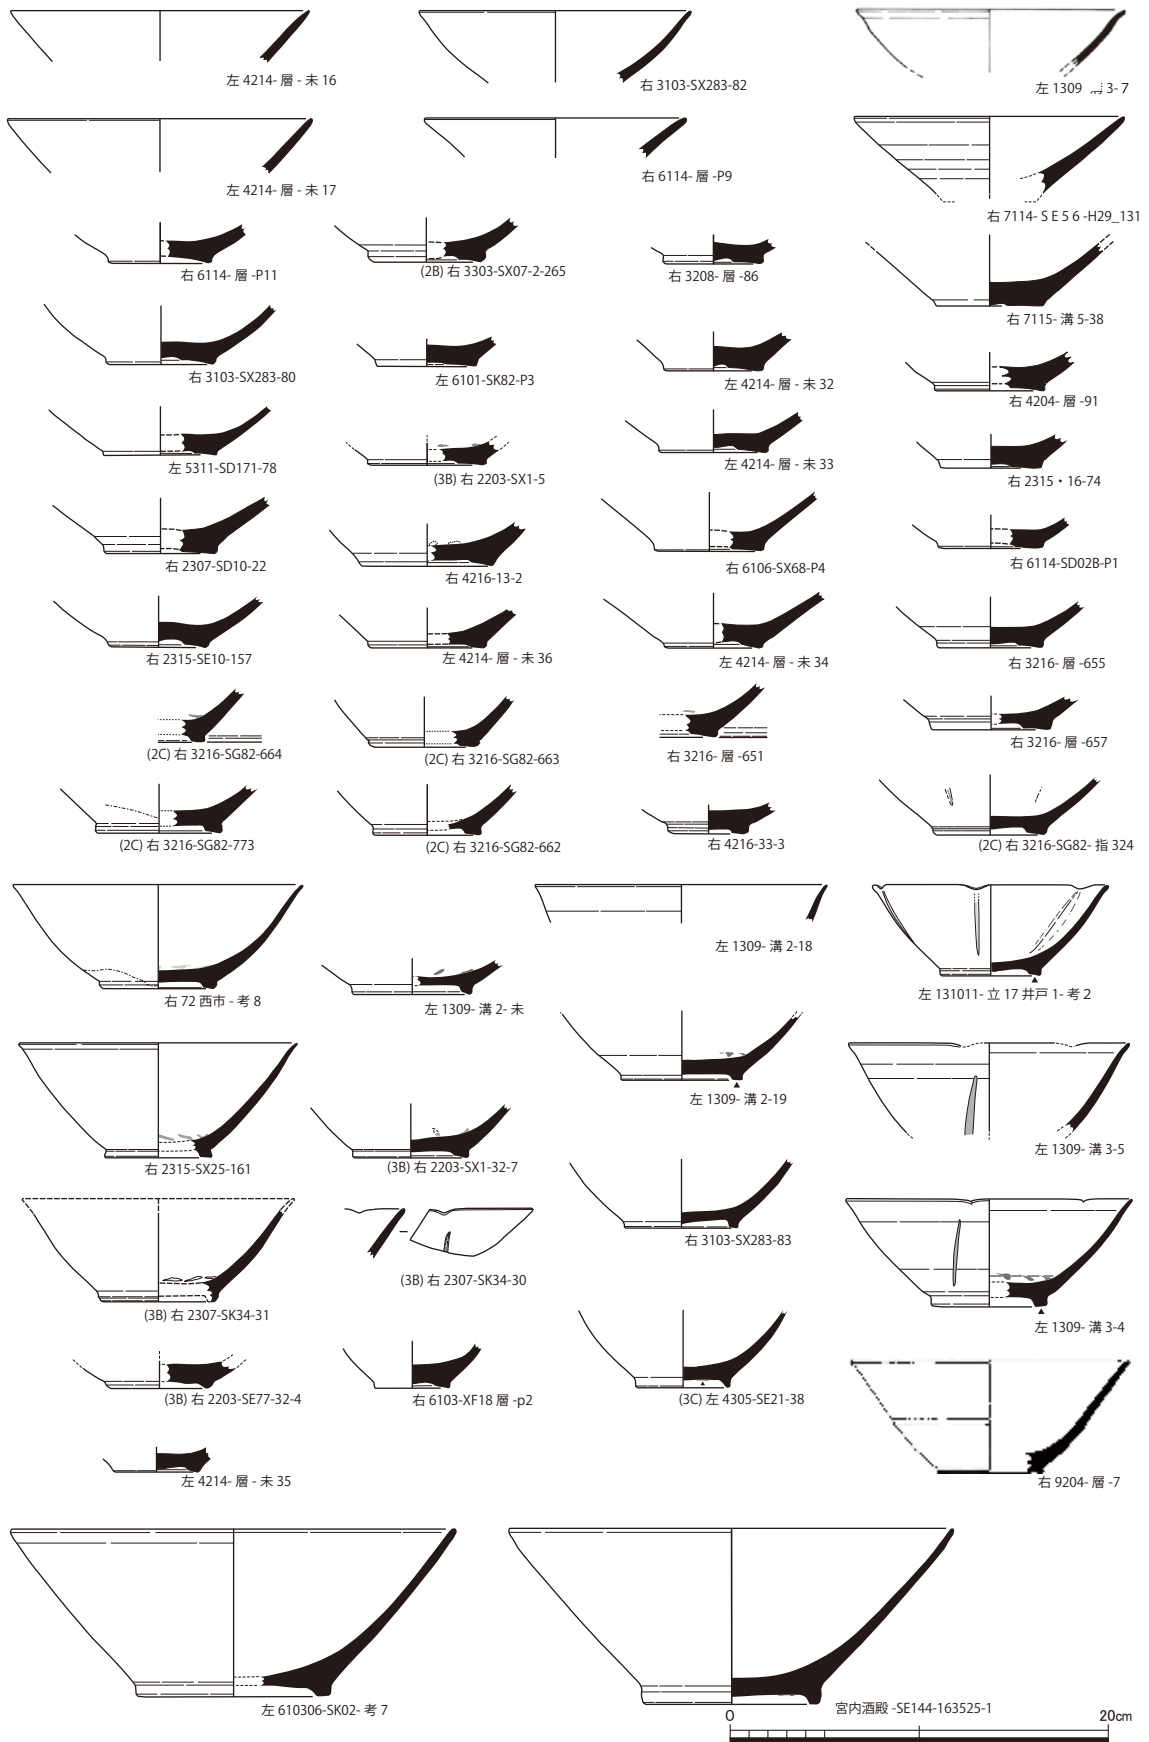 左 4214- 層 - 未 16
右 3103-SX283-82
左 1309 3- 7
左 4214- 層 - 未 17
右 6114- 層 -P9
右 7114- S E 5 6 -H29_131
右 6114- 層 -P11
(2B) 右 3303-SX07-2-265
右 3208- 層 -86
右 7115- 溝 5-38
右 3103-SX283-80
左 6101-SK82-P3
左 4214- 層 - 未 32
右 4204- 層 -91
左 5311-SD171-78
(3B) 右 2203-SX1-5
左 4214- 層 - 未 33
右 2315・16-74
右 2307-SD10-22
右 4216-13-2
右 6106-SX68-P4
右 6114-SD02B-P1
右 2315-SE10-157
左 4214- 層 - 未 36
左 4214- 層 - 未 34
右 3216- 層 -655
(2C) 右 3216-SG82-664
(2C) 右 3216-SG82-663
右 3216- 層 -651
右 3216- 層 -657
(2C) 右 3216-SG82-773
(2C) 右 3216-SG82-662
右 4216-33-3
(2C) 右 3216-SG82- 指 324
右 72 西市 - 考 8
左 1309- 溝 2- 未
左 1309- 溝 2-18
左 131011- 立 17 井戸 1- 考 2
左 1309- 溝 2-19
右 2315-SX25-161
(3B) 右 2203-SX1-32-7
左 1309- 溝 3-5
右 3103-SX283-83
(3B) 右 2307-SK34-31
(3B) 右 2307-SK34-30
左 1309- 溝 3-4
(3B) 右 2203-SE77-32-4
右 6103-XF18 層 -p2
(3C) 左 4305-SE21-38
左 4214- 層 - 未 35
右 9204- 層 -7
左 610306-SK02- 考 7
宮内酒殿 -SE144-163525-1
0 20cm